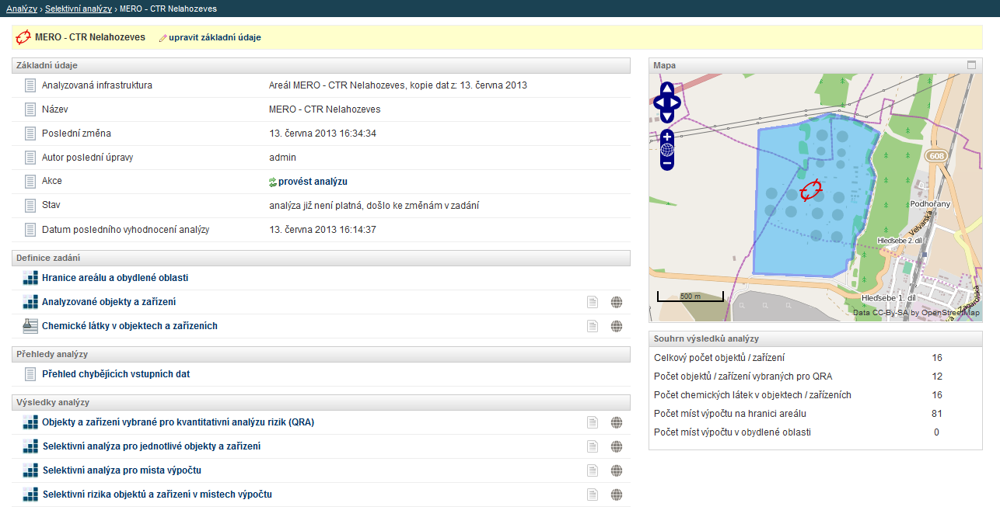 Analýzy › Selektivní analýzy › MERO - CTR Nelahozeves
MERO - CTR Nelahozeves upravit základní údaje
Základní údaje
Analyzovaná infrastruktura Areál MERO - CTR Nelahozeves, kopie dat z: 13. června 2013
Název MERO - CTR Nelahozeves
Poslední změna 13. června 2013 16:34:34
Autor poslední úpravy admin
Akce provést analýzu
Stav analýza již není platná, došlo ke změnám v zadání
Datum posledního vyhodnocení analýzy 13. června 2013 16:14:37
Definice zadání
Hranice areálu a obydlené oblasti
Analyzované objekty a zařízení
Chemické látky v objektech a zařízeních
Přehledy analýzy
Přehled chybějících vstupních dat
Výsledky analýzy
Objekty a zařízení vybrané pro kvantitativní analýzu rizik (QRA)
Selektivní analýza pro jednotlivé objekty a zařízení
Selektivní analýza pro místa výpočtu
Selektivní rizika objektů a zařízení v místech výpočtu
Mapa
608
Podhořany
Velvarská
Hleďsebe 2. díl
500 m
Hleďsebe 1. díl
Zagarolská
Data CC-By-SA by OpenStreetMap
Souhrn výsledků analýzy
Celkový počet objektů / zařízení 16
Počet objektů / zařízení vybraných pro QRA 12
Počet chemických látek v objektech / zařízeních 16
Počet míst výpočtu na hranici areálu 81
Počet míst výpočtu v obydlené oblasti 0